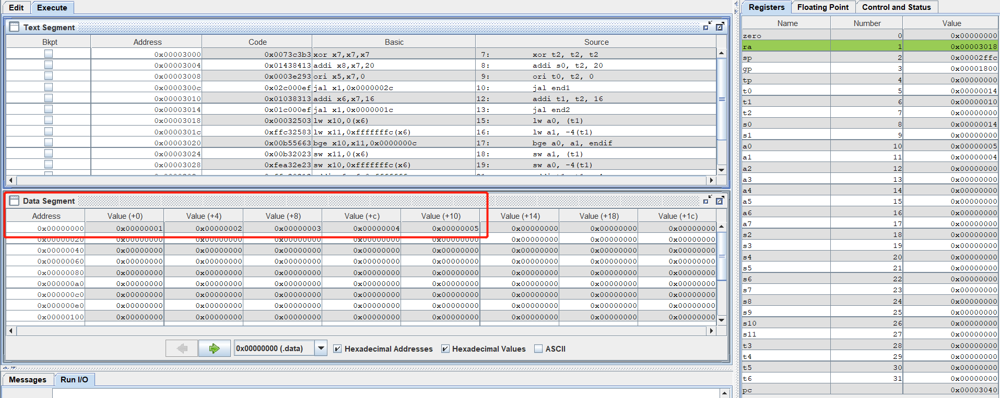 Edit Execute
Text Segment
Bkpt Address Code Basic Source
0x00003000 0x0073c3b3 xor x7,x7,x7 7: xor t2, t2, t2
0x00003004 0x01438413 addi x8,x7,20 8: addi s0, t2, 20
0x00003008 0x0003e293 ori x5,x7,0 9: ori t0, t2, 0
0x0000300c 0x02c000ef jal x1,0x0000002c 10: jal end1
0x00003010 0x01038313 addi x6,x7,16 12: addi t1, t2, 16
0x00003014 0x01c000ef jal x1,0x0000001c 13: jal end2
0x00003018 0x00032503 lw x10,0(x6) 15: lw a0, (t1)
0x0000301c 0xffc32583 lw x11,0xfffffffc(x6) 16: lw a1, -4(t1)
0x00003020 0x00b55663 bge x10,x11,0x0000000c 17: bge a0, a1, endif
0x00003024 0x00b32023 sw x11,0(x6) 18: sw a1, (t1)
0x00003028 0xfea32e23 sw x10,0xfffffffc(x6) 19: sw a0, -4(t1)
Data Segment
Address Value (+0) Value (+4) Value (+8) Value (+c) Value (+10) Value (+14) Value (+18) Value (+1c)
0x00000000 0x00000001 0x00000002 0x00000003 0x00000004 0x00000005 0x00000000 0x00000000 0x00000000
0x00000020 0x00000000 0x00000000 0x00000000 0x00000000 0x00000000 0x00000000 0x00000000 0x00000000
0x00000040 0x00000000 0x00000000 0x00000000 0x00000000 0x00000000 0x00000000 0x00000000 0x00000000
0x00000060 0x00000000 0x00000000 0x00000000 0x00000000 0x00000000 0x00000000 0x00000000 0x00000000
0x00000080 0x00000000 0x00000000 0x00000000 0x00000000 0x00000000 0x00000000 0x00000000 0x00000000
0x000000a0 0x00000000 0x00000000 0x00000000 0x00000000 0x00000000 0x00000000 0x00000000 0x00000000
0x000000c0 0x00000000 0x00000000 0x00000000 0x00000000 0x00000000 0x00000000 0x00000000 0x00000000
0x000000e0 0x00000000 0x00000000 0x00000000 0x00000000 0x00000000 0x00000000 0x00000000 0x00000000
0x00000100 0x00000000 0x00000000 0x00000000 0x00000000 0x00000000 0x00000000 0x00000000 0x00000000
0x00000000 (.data) Hexadecimal Addresses Hexadecimal Values ASCII
Messages Run I/O
Registers Floating Point Control and Status
Name Number Value
zero 0 0x00000000
ra 1 0x00003018
sp 2 0x00002ffc
gp 3 0x00001800
tp 4 0x00000000
t0 5 0x00000014
t1 6 0x00000010
t2 7 0x00000000
s0 8 0x00000014
s1 9 0x00000000
a0 10 0x00000005
a1 11 0x00000004
a2 12 0x00000000
a3 13 0x00000000
a4 14 0x00000000
a5 15 0x00000000
a6 16 0x00000000
a7 17 0x00000000
s2 18 0x00000000
s3 19 0x00000000
s4 20 0x00000000
s5 21 0x00000000
s6 22 0x00000000
s7 23 0x00000000
s8 24 0x00000000
s9 25 0x00000000
s10 26 0x00000000
s11 27 0x00000000
t3 28 0x00000000
t4 29 0x00000000
t5 30 0x00000000
t6 31 0x00000000
pc 0x00003040